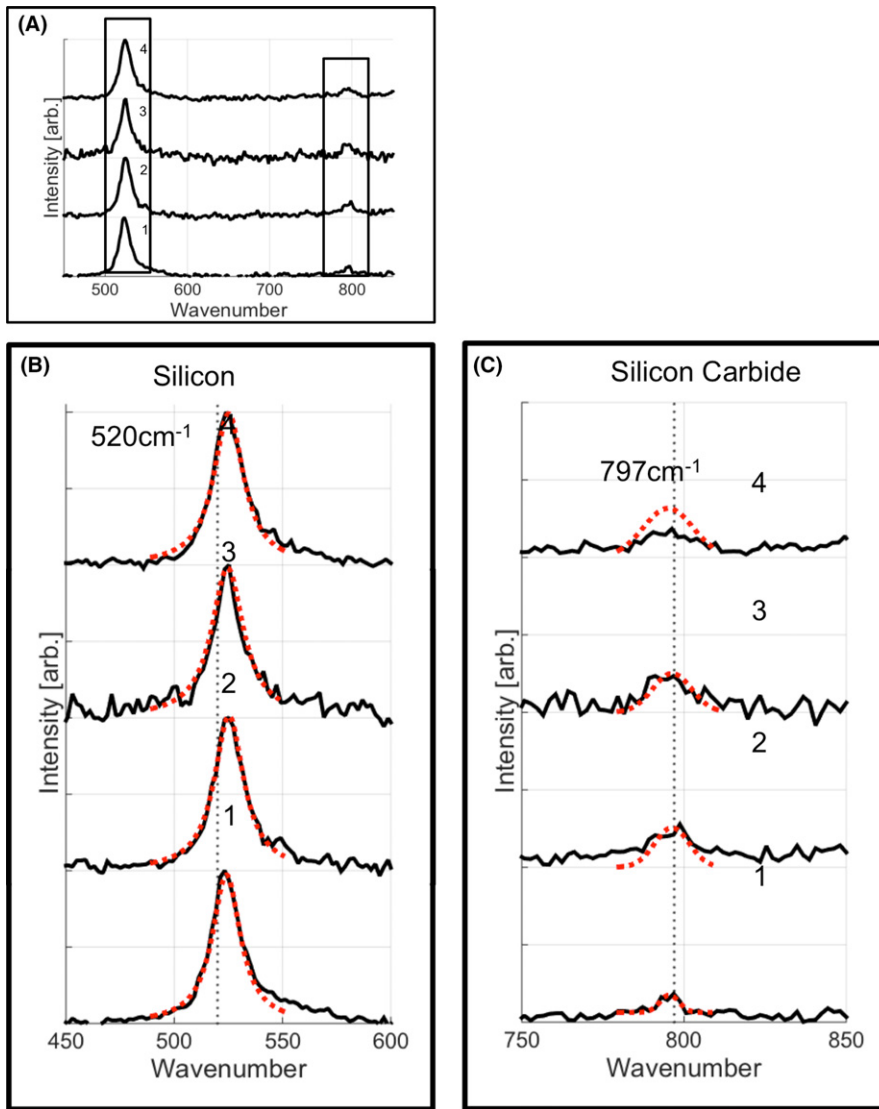 (A)
4
3
2
1
Intensity [arb.]
500 600 700 800
Wavenumber
(B)
Silicon
520cm⁻¹
4
3
2
1
Intensity [arb.]
450 500 550 600
Wavenumber
(C)
Silicon Carbide
797cm⁻¹
4
3
2
1
Intensity [arb.]
750 800 850
Wavenumber